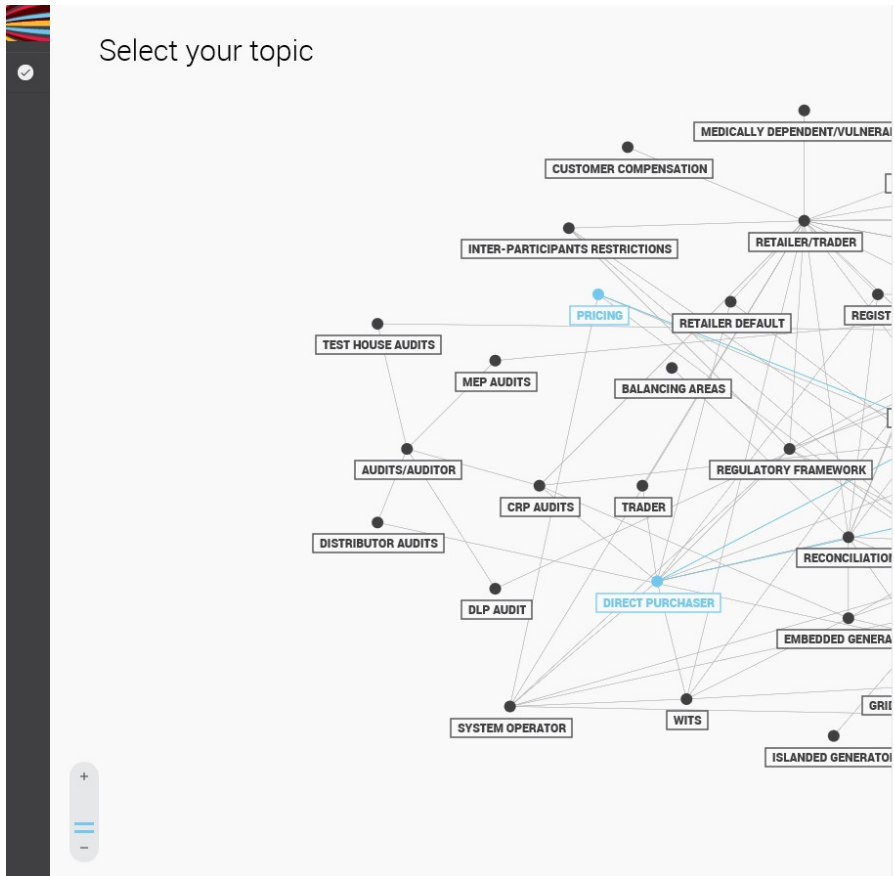 Select your topic
MEDICALLY DEPENDENT/VULNERA
CUSTOMER COMPENSATION
RETAILER/TRADER
INTER-PARTICIPANTS RESTRICTIONS
PRICING
RETAILER DEFAULT
REGIST
TEST HOUSE AUDITS
MEP AUDITS
BALANCING AREAS
AUDITS/AUDITOR
REGULATORY FRAMEWORK
CRP AUDITS
TRADER
DISTRIBUTOR AUDITS
RECONCILIATIO
DIRECT PURCHASER
DLP AUDIT
EMBEDDED GENERA
GRI
WITS
SYSTEM OPERATOR
ISLANDED GENERATO
+
−